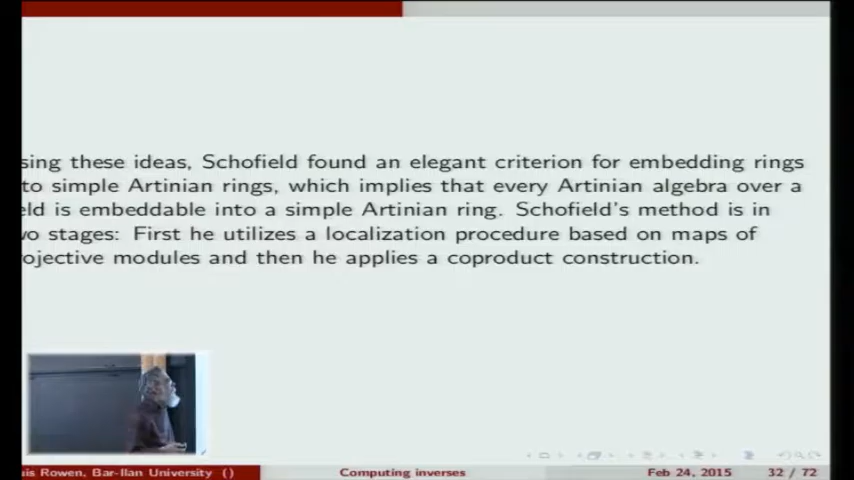 sing these ideas, Schofield found an elegant criterion for embedding rings
to simple Artinian rings, which implies that every Artinian algebra over a
eld is embeddable into a simple Artinian ring. Schofield's method is in
wo stages: First he utilizes a localization procedure based on maps of
ojective modules and then he applies a coproduct construction.
uis Rowen, Bar-Ilan University () Computing inverses Feb 24, 2015 32 / 72